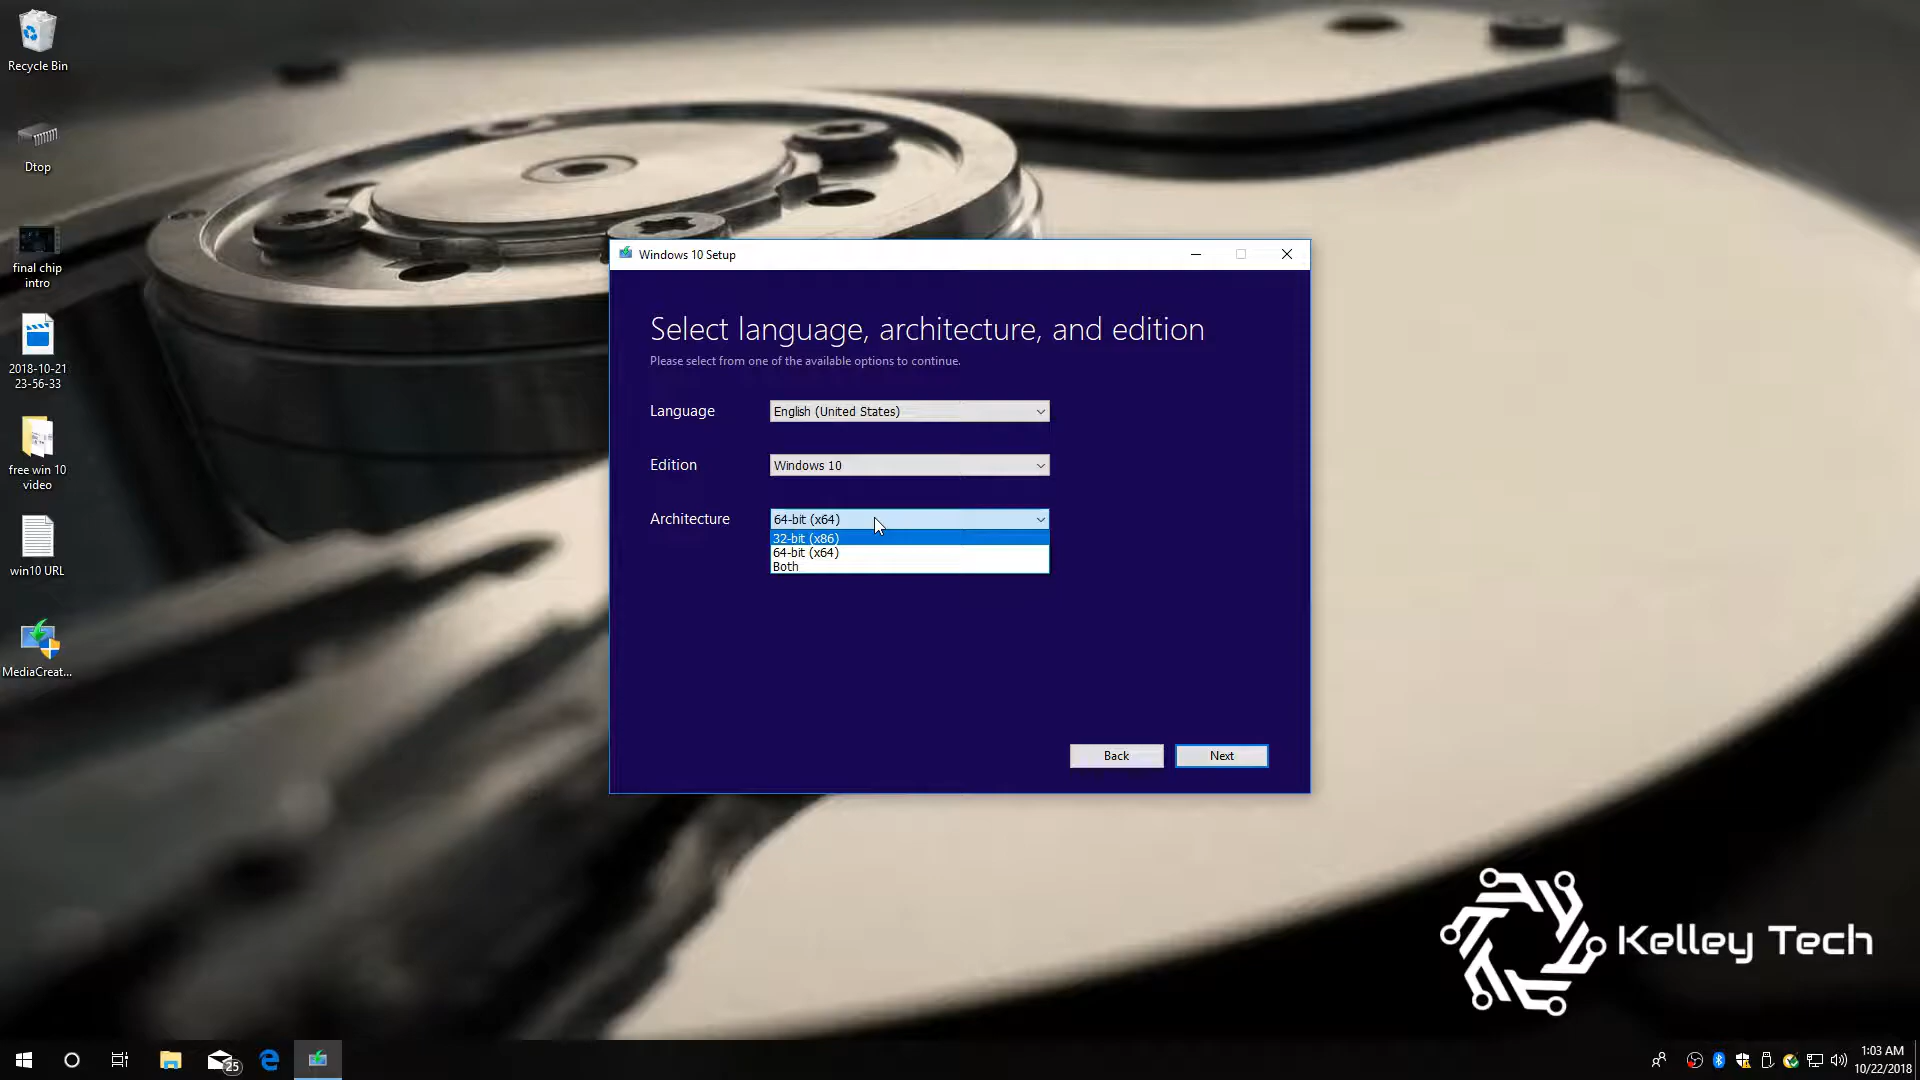 Recycle Bin
Dtop
final chip
intro
2018-10-21
23-56-33
free win 10
video
win10 URL
MediaCreat...
Windows 10 Setup
Select language, architecture, and edition
Please select from one of the available options to continue.
Language
English (United States)
Edition
Windows 10
Architecture
64-bit (x64)
32-bit (x86)
64-bit (x64)
Both
Back
Next
Kelley Tech
25
1:03 AM
10/22/2018